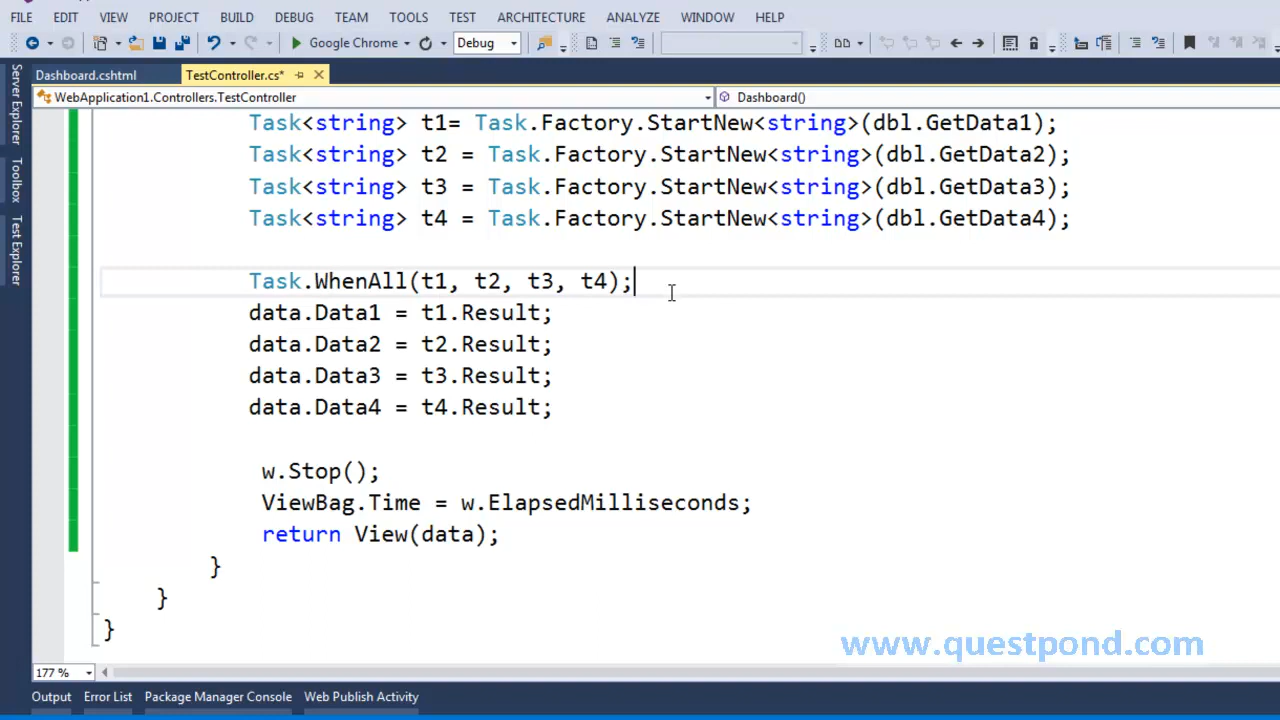 FILE EDIT VIEW PROJECT BUILD DEBUG TEAM TOOLS TEST ARCHITECTURE ANALYZE WINDOW HELP
Google Chrome Debug
Dashboard.cshtml TestController.cs*
WebApplication1.Controllers.TestController Dashboard()
Server Explorer
Toolbox
Test Explorer
Task<string> t1= Task.Factory.StartNew<string>(dbl.GetData1);
Task<string> t2 = Task.Factory.StartNew<string>(dbl.GetData2);
Task<string> t3 = Task.Factory.StartNew<string>(dbl.GetData3);
Task<string> t4 = Task.Factory.StartNew<string>(dbl.GetData4);
Task.WhenAll(t1, t2, t3, t4);
data.Data1 = t1.Result;
data.Data2 = t2.Result;
data.Data3 = t3.Result;
data.Data4 = t4.Result;
w.Stop();
ViewBag.Time = w.ElapsedMilliseconds;
return View(data);
}
}
}
www.questpond.com
177 %
Output Error List Package Manager Console Web Publish Activity